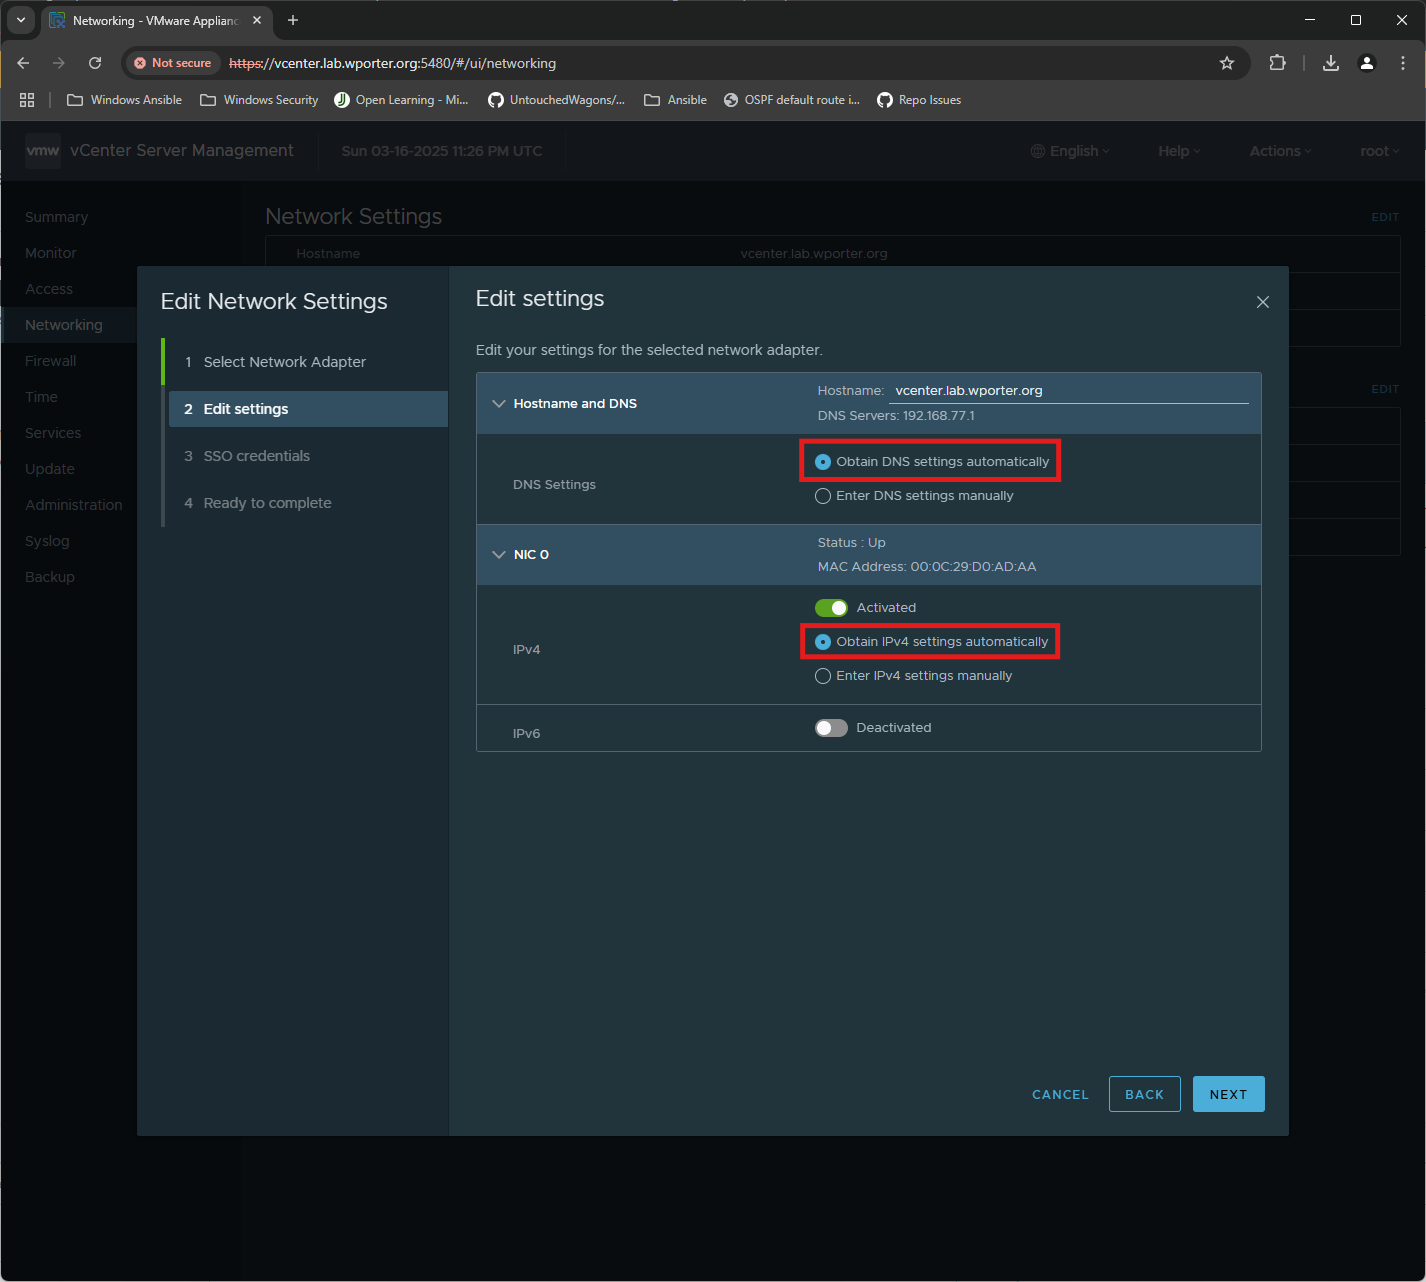 Networking - VMware Applianc
Not secure
https://vcenter.lab.wporter.org:5480/#/ui/networking
Windows Ansible
Windows Security
Open Learning - Mi...
UntouchedWagons/...
Ansible
OSPF default route i...
Repo Issues
vmw
vCenter Server Management
Sun 03-16-2025 11:26 PM UTC
English
Help
Actions
root
Summary
Monitor
Access
Networking
Firewall
Time
Services
Update
Administration
Syslog
Backup
Network Settings
EDIT
Hostname
vcenter.lab.wporter.org
EDIT
Edit Network Settings
1 Select Network Adapter
2 Edit settings
3 SSO credentials
4 Ready to complete
Edit settings
Edit your settings for the selected network adapter.
Hostname and DNS
Hostname: vcenter.lab.wporter.org
DNS Servers: 192.168.77.1
DNS Settings
Obtain DNS settings automatically
Enter DNS settings manually
NIC 0
Status : Up
MAC Address: 00:0C:29:D0:AD:AA
IPv4
Activated
Obtain IPv4 settings automatically
Enter IPv4 settings manually
IPv6
Deactivated
CANCEL
BACK
NEXT